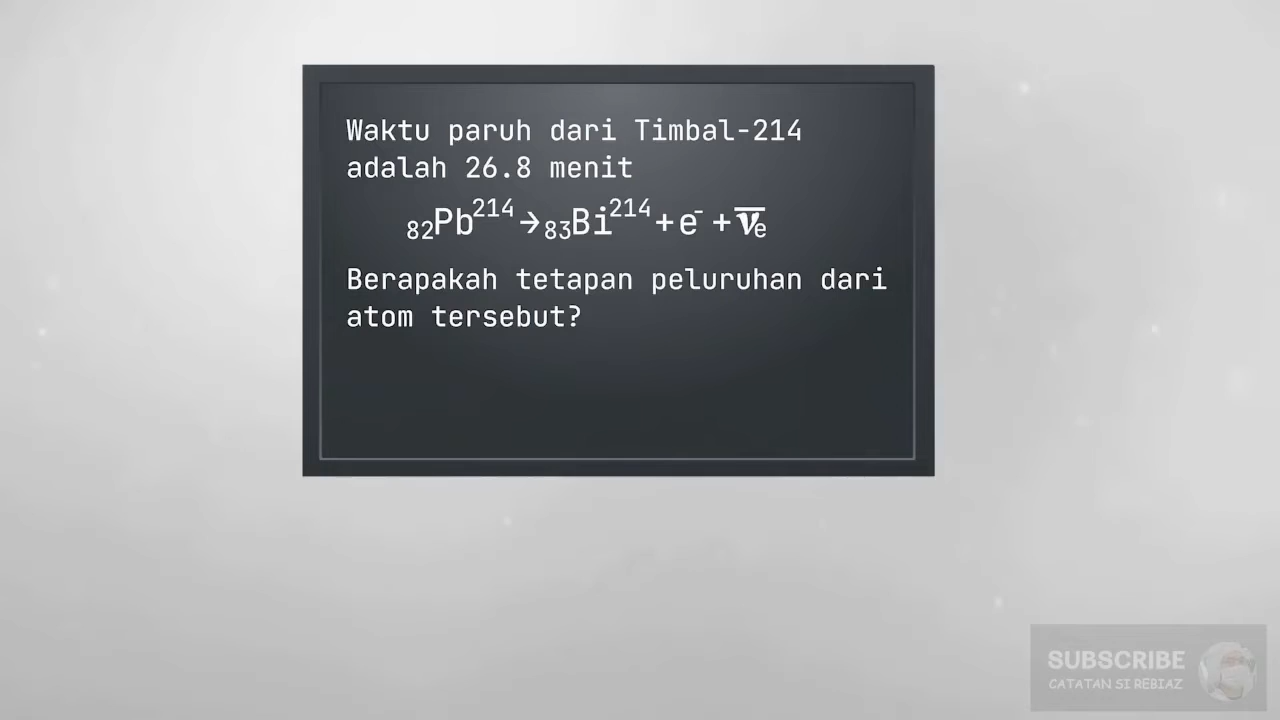 Waktu paruh dari Timbal-214
adalah 26.8 menit
₈₂Pb²¹⁴→₈₃Bi²¹⁴+e⁻+ν̅ₑ
Berapakah tetapan peluruhan dari
atom tersebut?
SUBSCRIBE
CATATAN SI REBIAZ